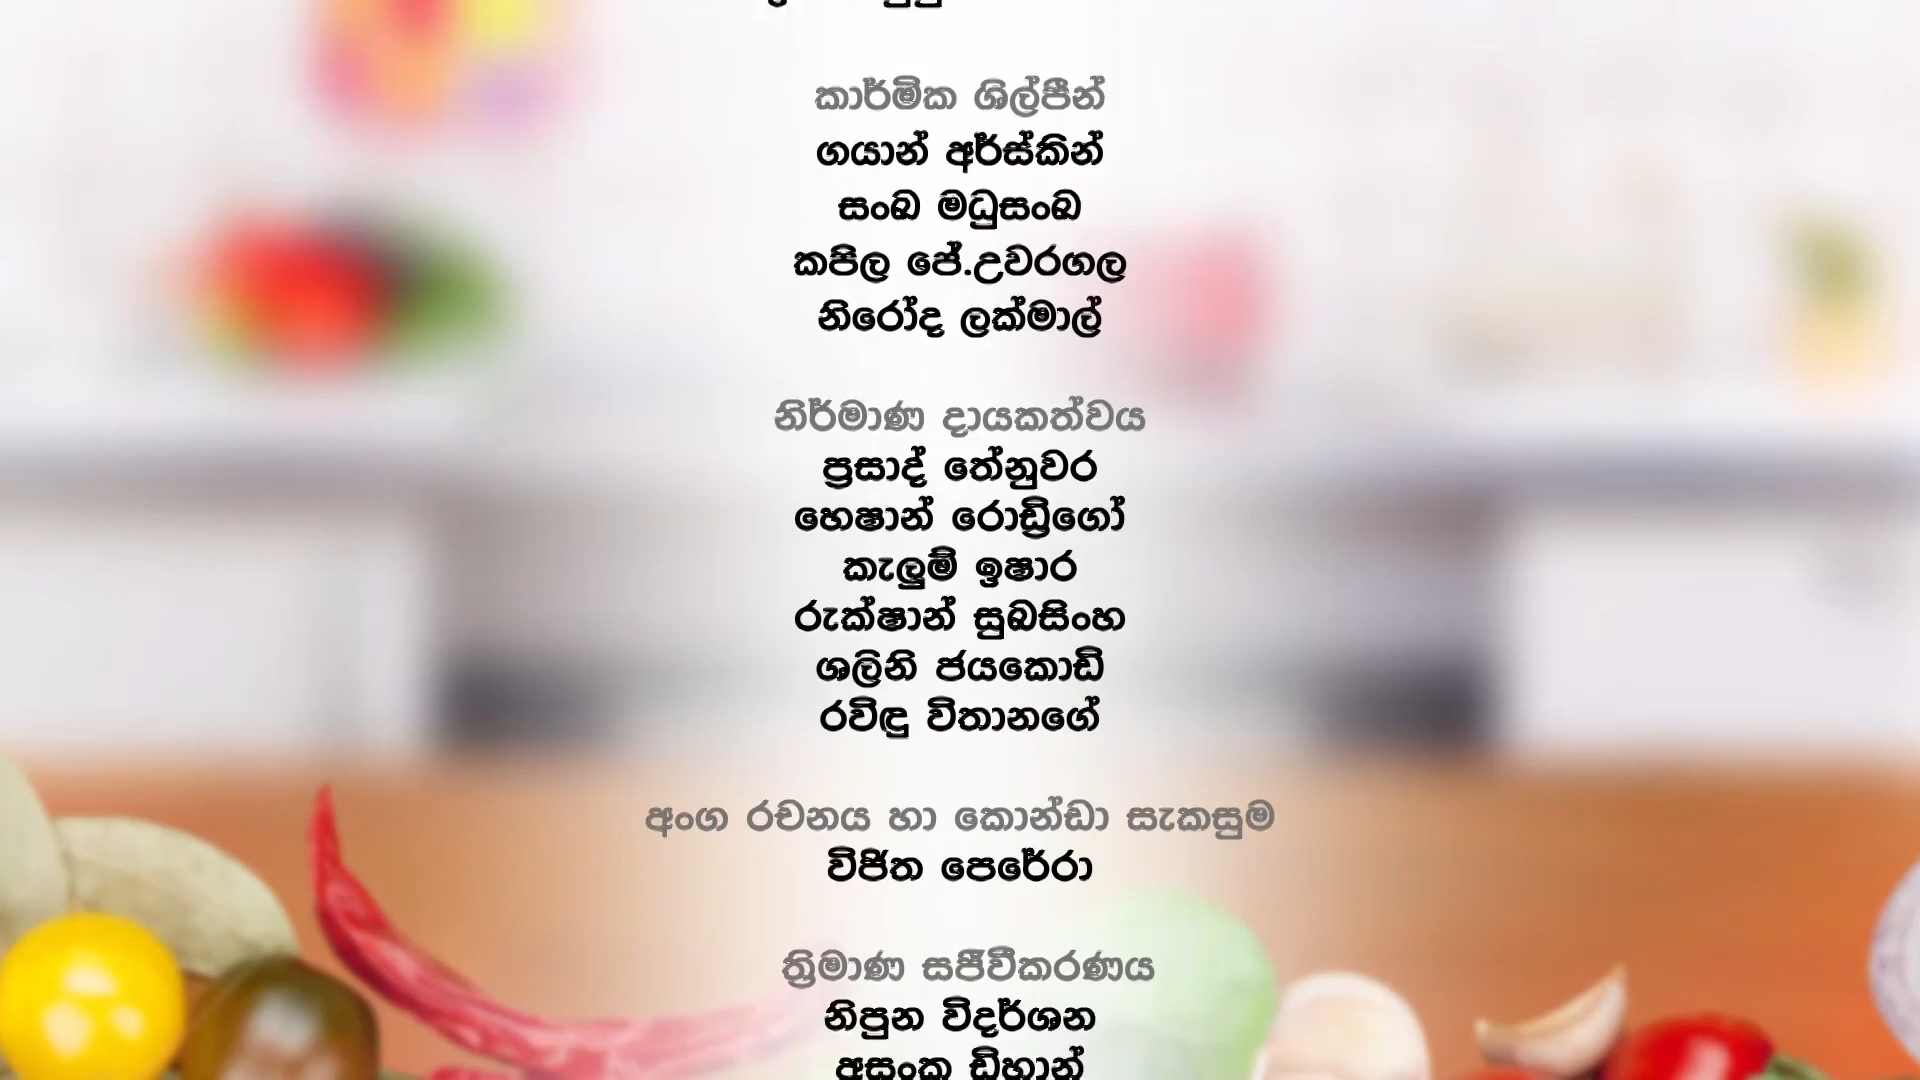 කාර්මික ශිල්පීන්
ගයාන් අර්ස්කින්
සංඛ මධුසංඛ
කපිල පේ.උවරගල
නිරෝද ලක්මාල්
නිර්මාණ දායකත්වය
ප්‍රසාද් තේනුවර
හෙෂාන් රොඩ්‍රිගෝ
කැලුම් ඉෂාර
රුක්ෂාන් සුබසිංහ
ශලිනි ජයකොඩි
රවිඳු විතානගේ
අංග රචනය හා කොන්ඩා සැකසුම
විජිත පෙරේරා
ත්‍රිමාණ සජීවීකරණය
නිපුන විදර්ශන
අසංක ඩිහාන්